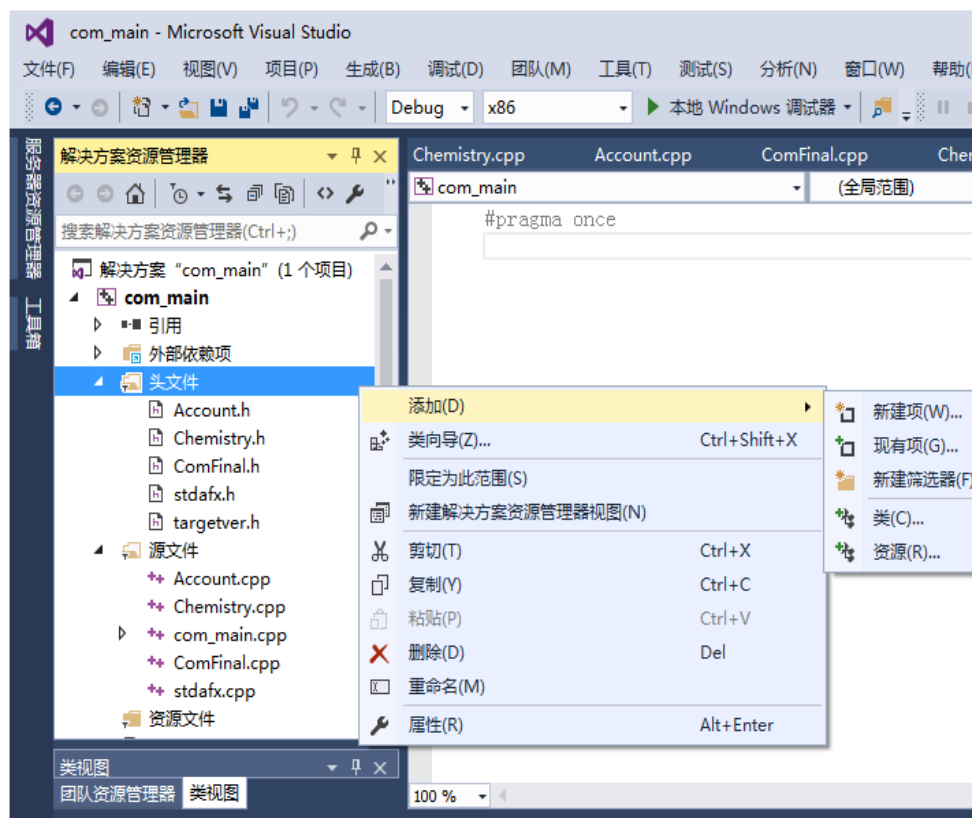 com_main - Microsoft Visual Studio
文件(F) 编辑(E) 视图(V) 项目(P) 生成(B) 调试(D) 团队(M) 工具(T) 测试(S) 分析(N) 窗口(W) 帮助(
Debug x86 本地 Windows 调试器
服务器资源管理器
工具箱
解决方案资源管理器
搜索解决方案资源管理器(Ctrl+;)
解决方案 "com_main" (1 个项目)
com_main
引用
外部依赖项
头文件
Account.h
Chemistry.h
ComFinal.h
stdafx.h
targetver.h
源文件
Account.cpp
Chemistry.cpp
com_main.cpp
ComFinal.cpp
stdafx.cpp
资源文件
类视图
团队资源管理器 类视图
Chemistry.cpp Account.cpp ComFinal.cpp Cher
com_main (全局范围)
#pragma once
添加(D)
类向导(Z)... Ctrl+Shift+X
限定为此范围(S)
新建解决方案资源管理器视图(N)
剪切(T) Ctrl+X
复制(Y) Ctrl+C
粘贴(P) Ctrl+V
删除(D) Del
重命名(M)
属性(R) Alt+Enter
新建项(W)...
现有项(G)...
新建筛选器(F)
类(C)...
资源(R)...
100 %